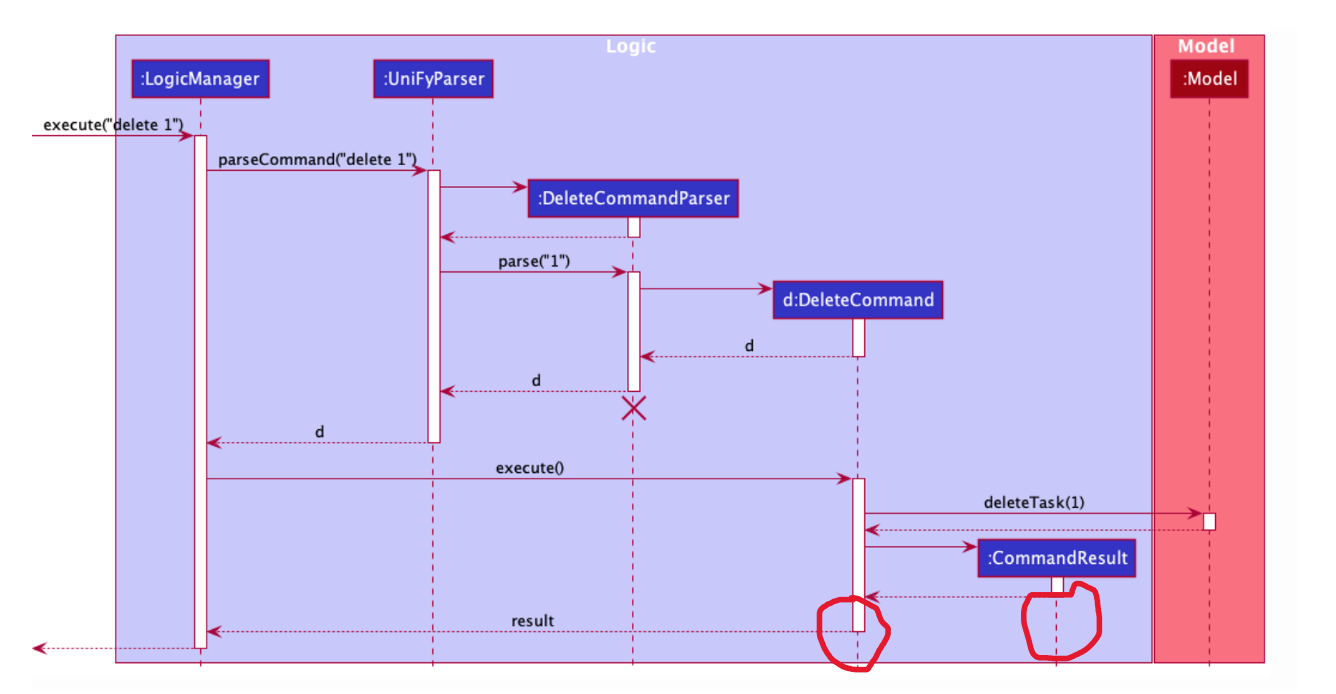 Logic
Model
:LogicManager
:UniFyParser
:Model
execute("delete 1")
parseCommand("delete 1")
:DeleteCommandParser
parse("1")
d:DeleteCommand
d
d
d
execute()
deleteTask(1)
:CommandResult
result